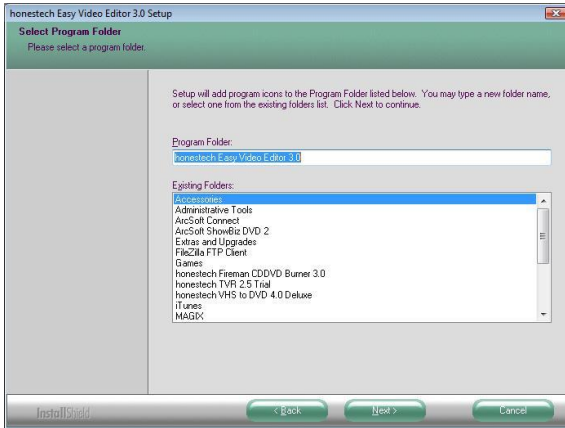 honestech Easy Video Editor 3.0 Setup
Select Program Folder
Please select a program folder.
Setup will add program icons to the Program Folder listed below. You may type a new folder name,
or select one from the existing folders list. Click Next to continue.
Program Folder:
honestech Easy Video Editor 3.0
Existing Folders:
Accessories
Administrative Tools
ArcSoft Connect
ArcSoft ShowBiz DVD 2
Extras and Upgrades
FileZilla FTP Client
Games
honestech Fireman CDDVD Burner 3.0
honestech TVR 2.5 Trial
honestech VHS to DVD 4.0 Deluxe
iTunes
MAGIX
InstallShield
< Back
Next >
Cancel